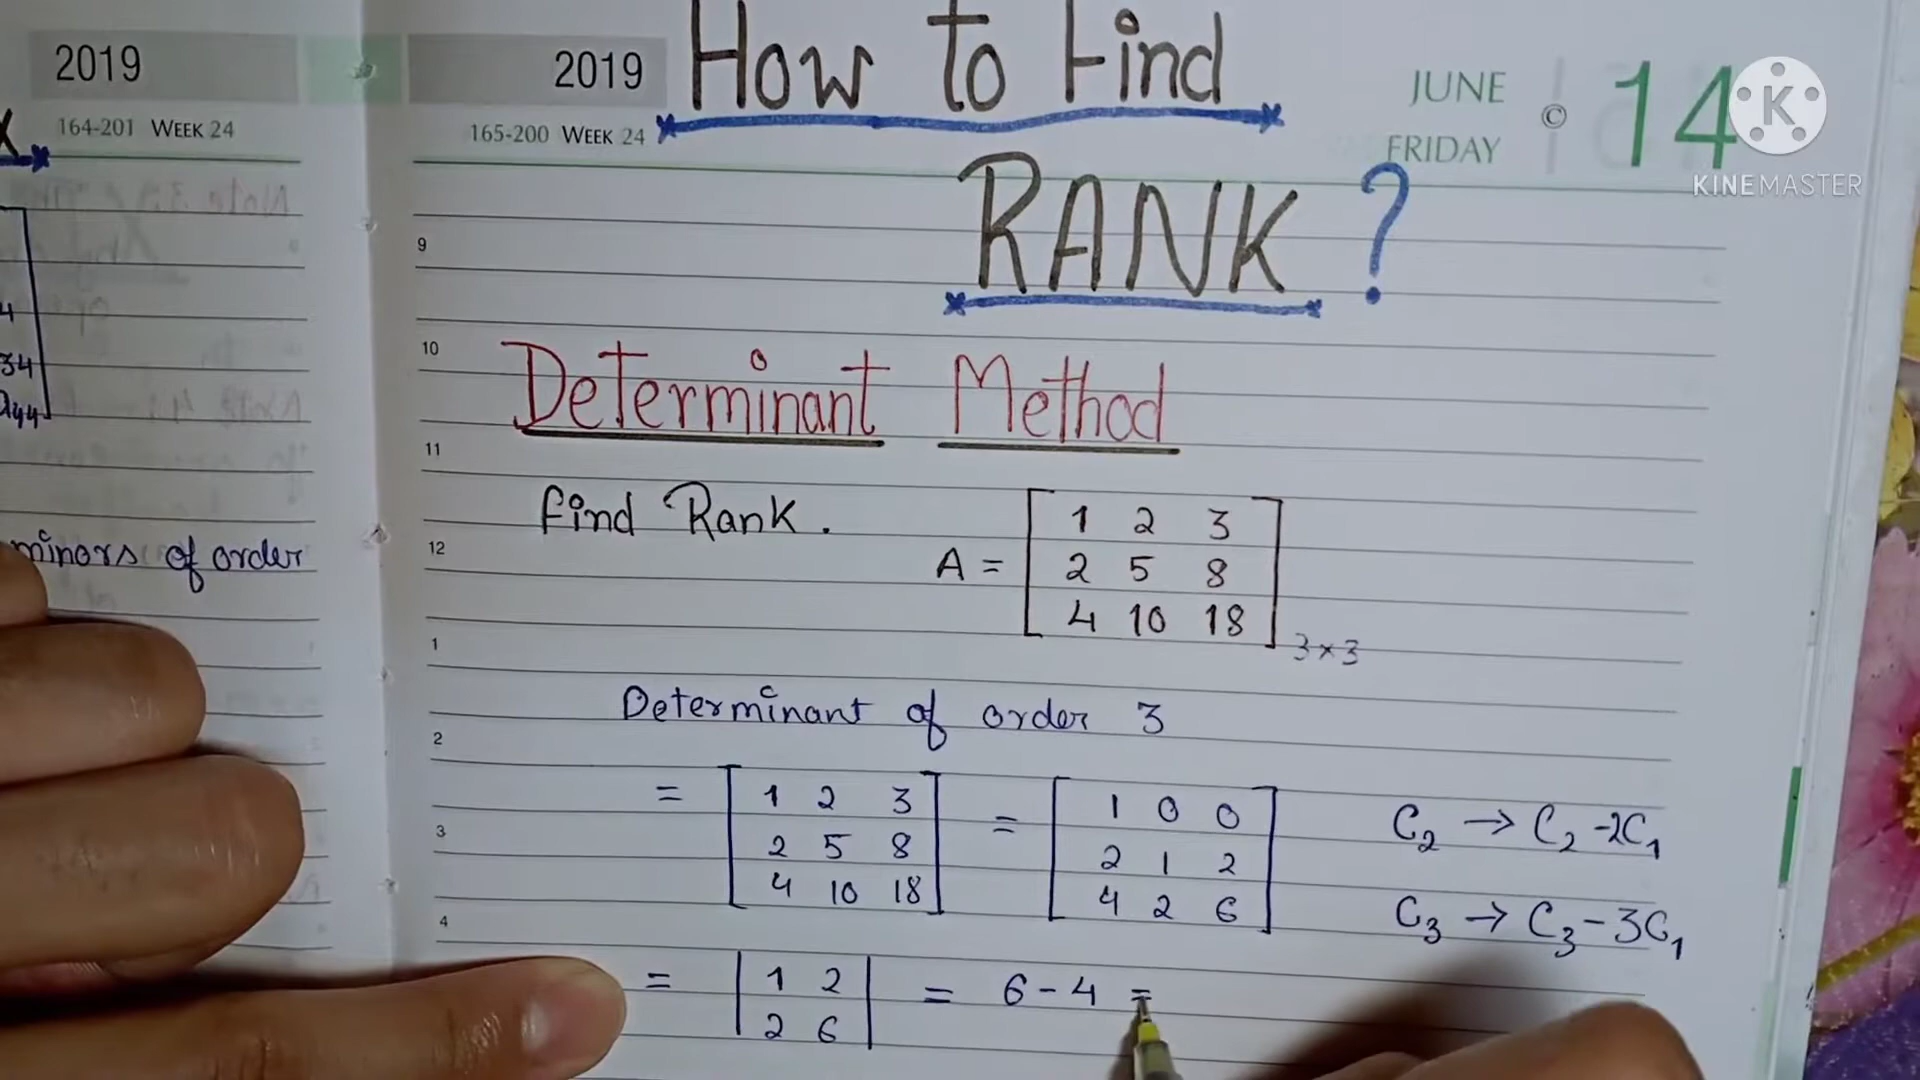 2019
164-201 WEEK 24
x
4
34
a44
minors of order
2019
165-200 WEEK 24
JUNE
FRIDAY
© 14
K
KINEMASTER
How to Find
RANK ?
9
10
Determinant Method
11
Find Rank.
12
A = [ 1 2 3
2 5 8
4 10 18 ] 3×3
1
Determinant of order 3
2
= [ 1 2 3 = [ 1 0 0 C2 → C2 -2C1
3
2 5 8 2 1 2
4 10 18 ] 4 2 6 ] C3 → C3 - 3C1
4
= | 1 2 | = 6 - 4 =
2 6